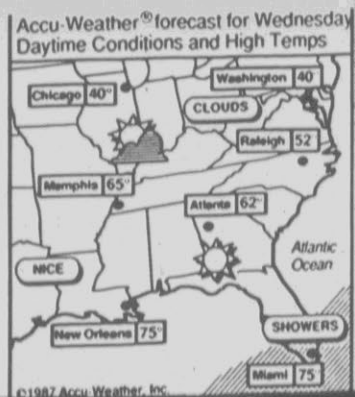 Accu-Weather® forecast for Wednesday
Daytime Conditions and High Temps
Washington 40
Chicago 40°
CLOUDS
Raleigh 52
Memphis 65°
Atlanta 62°
Atlantic
Ocean
NICE
SHOWERS
New Orleans 75°
Miami 75
©1987 Accu-Weather, Inc.